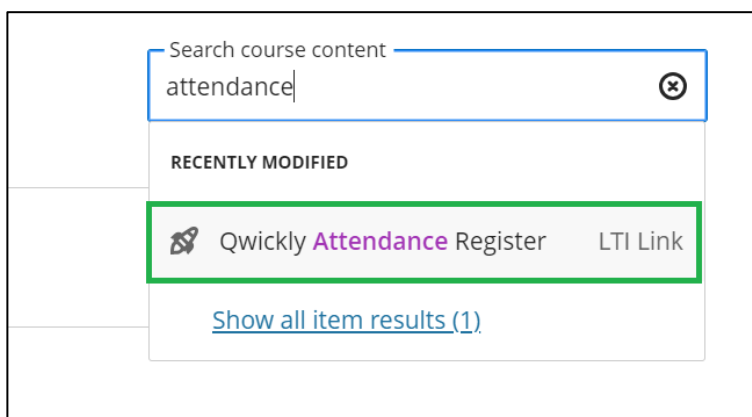 Search course content
attendance
RECENTLY MODIFIED
Qwickly Attendance Register LTI Link
Show all item results (1)